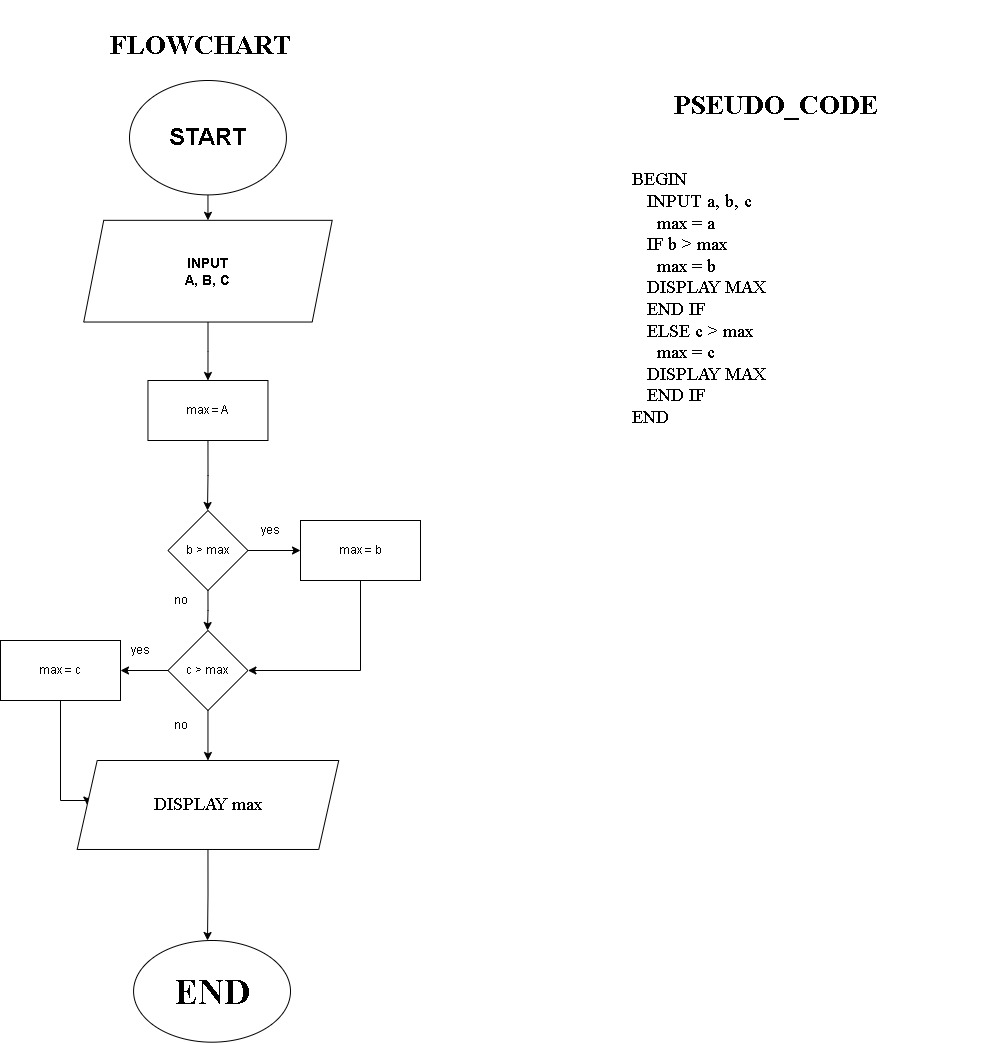 FLOWCHART
START
INPUT
A, B, C
max = A
b > max
yes
max = b
no
c > max
yes
max = c
no
DISPLAY max
END
PSEUDO_CODE
BEGIN
INPUT a, b, c
max = a
IF b > max
max = b
DISPLAY MAX
END IF
ELSE c > max
max = c
DISPLAY MAX
END IF
END